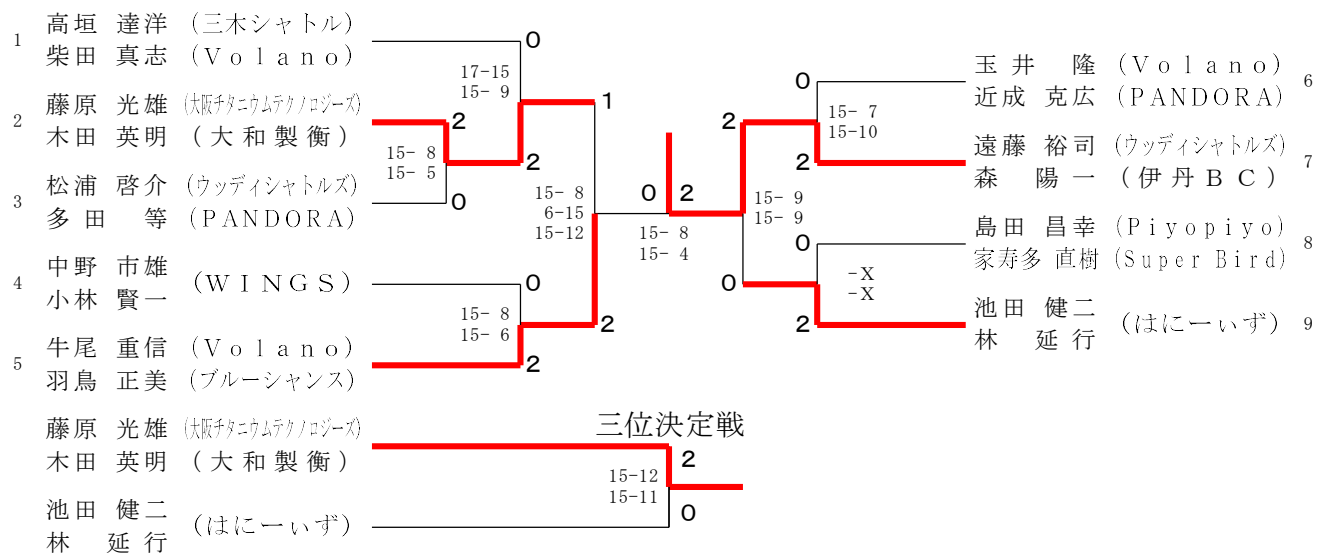 1 高垣 達洋 (三木シャトル)
柴田 真志 (Ｖｏｌａｎｏ)
0
17-15
15- 9
2 藤原 光雄 (大阪チタニウムテクノロジーズ)
木田 英明 (大和製衡)
2
1
15- 8
15- 5
2
3 松浦 啓介 (ウッディシャトルズ)
多田 等 (PANDORA)
0
15- 8
6-15
15-12
4 中野 市雄
小林 賢一
(ＷＩＮＧＳ)
0
15- 8
15- 6
2
5 牛尾 重信 (Ｖｏｌａｎｏ)
羽鳥 正美 (ブルーシャンス)
2
0 2
15- 8
15- 4
玉井 隆 (Ｖｏｌａｎｏ) 6
近成 克広 (PANDORA)
0
15- 7
15-10
2
遠藤 裕司 (ウッディシャトルズ) 7
森 陽一 (伊丹ＢＣ)
2
15- 9
15- 9
島田 昌幸 (Ｐiyopiyo) 8
家寿多 直樹 (Super Bird)
0
-X
-X
0
池田 健二
林 延行
(はにーぃず) 9
2
三位決定戦
藤原 光雄 (大阪チタニウムテクノロジーズ)
木田 英明 (大和製衡)
2
15-12
15-11
池田 健二
林 延行
(はにーぃず)
0